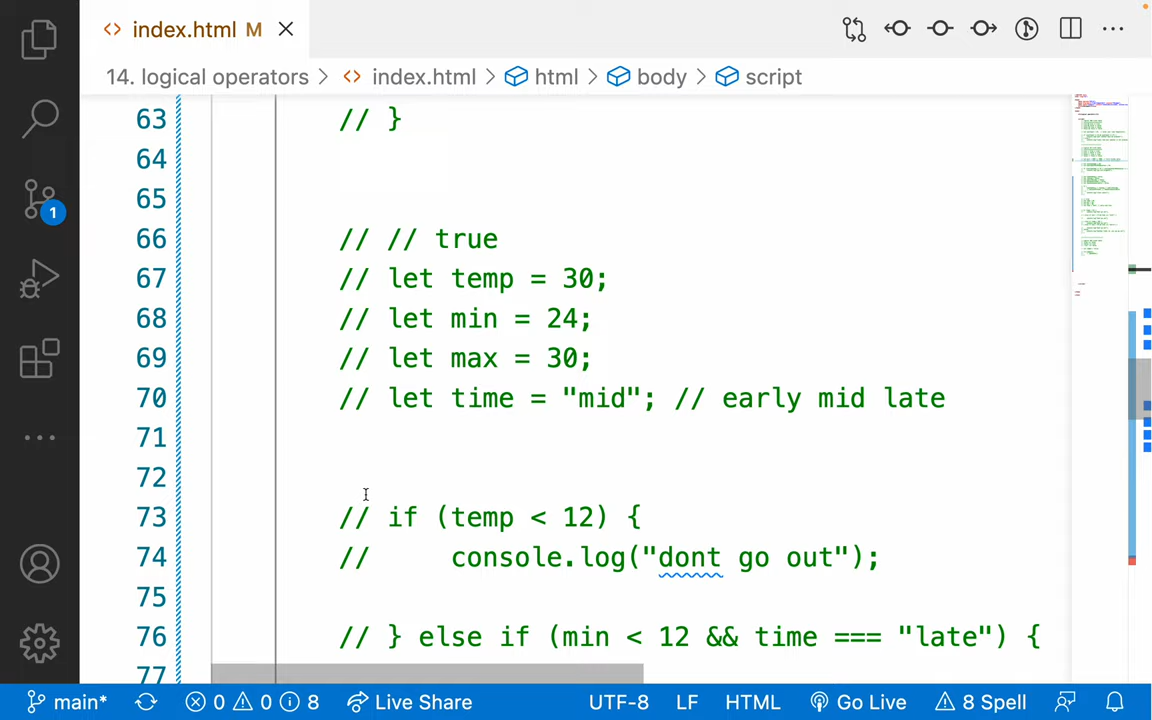 index.html M
14. logical operators > index.html > html > body > script
63 // }
64
65
66 // // true
67 // let temp = 30;
68 // let min = 24;
69 // let max = 30;
70 // let time = "mid"; // early mid late
71
72
73 // if (temp < 12) {
74 // console.log("dont go out");
75
76 // } else if (min < 12 && time === "late") {
77
1
main* 0 0 8 Live Share UTF-8 LF HTML Go Live 8 Spell